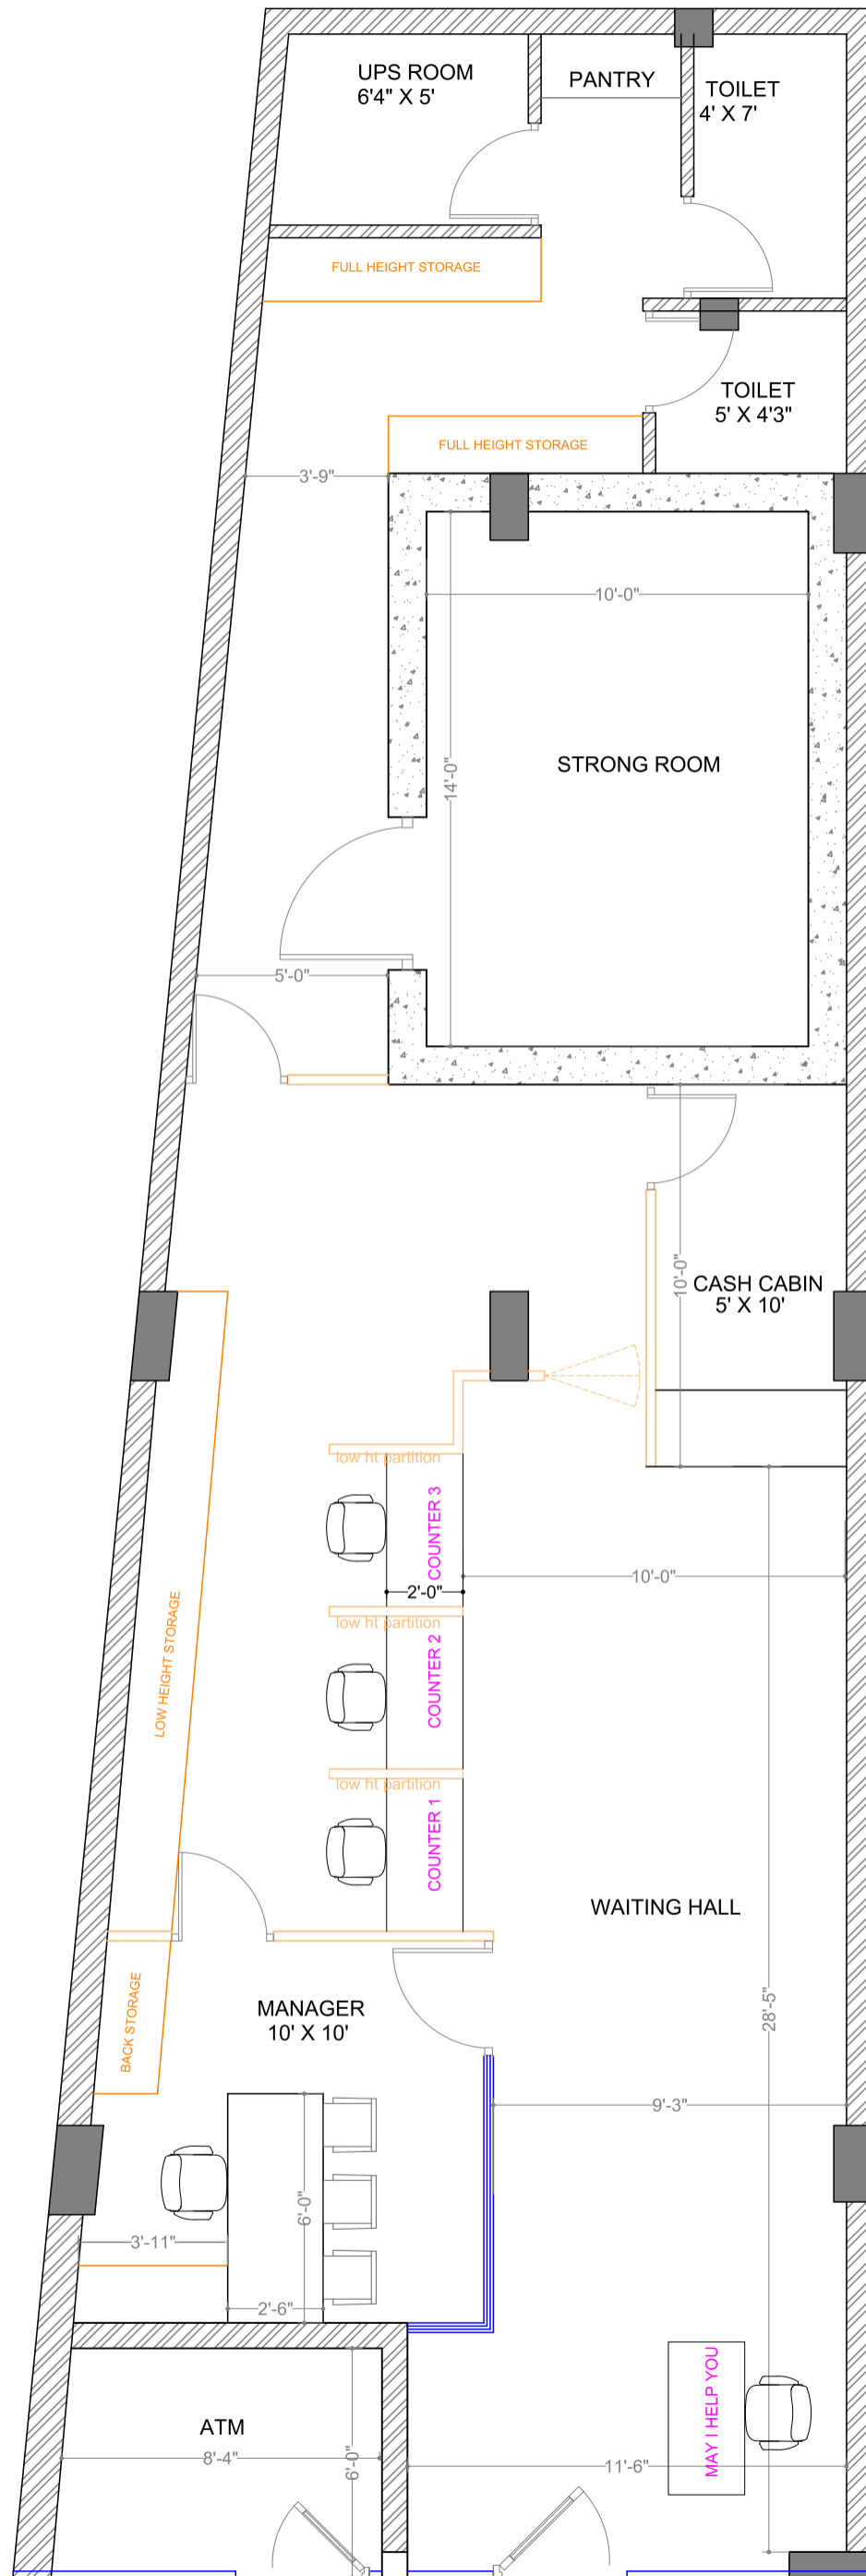 UPS ROOM
6'4" X 5'
PANTRY
TOILET
4' X 7'
FULL HEIGHT STORAGE
TOILET
5' X 4'3"
FULL HEIGHT STORAGE
3'-9"
10'-0"
14'-0"
STRONG ROOM
5'-0"
10'-0"
CASH CABIN
5' X 10'
low ht partition
COUNTER 3
10'-0"
2'-0"
low ht partition
LOW HEIGHT STORAGE
COUNTER 2
low ht partition
COUNTER 1
WAITING HALL
MANAGER
10' X 10'
BACK STORAGE
28'-5"
9'-3"
6'-0"
3'-11"
2'-6"
MAY I HELP YOU
ATM
8'-4"
6'-0"
11'-6"